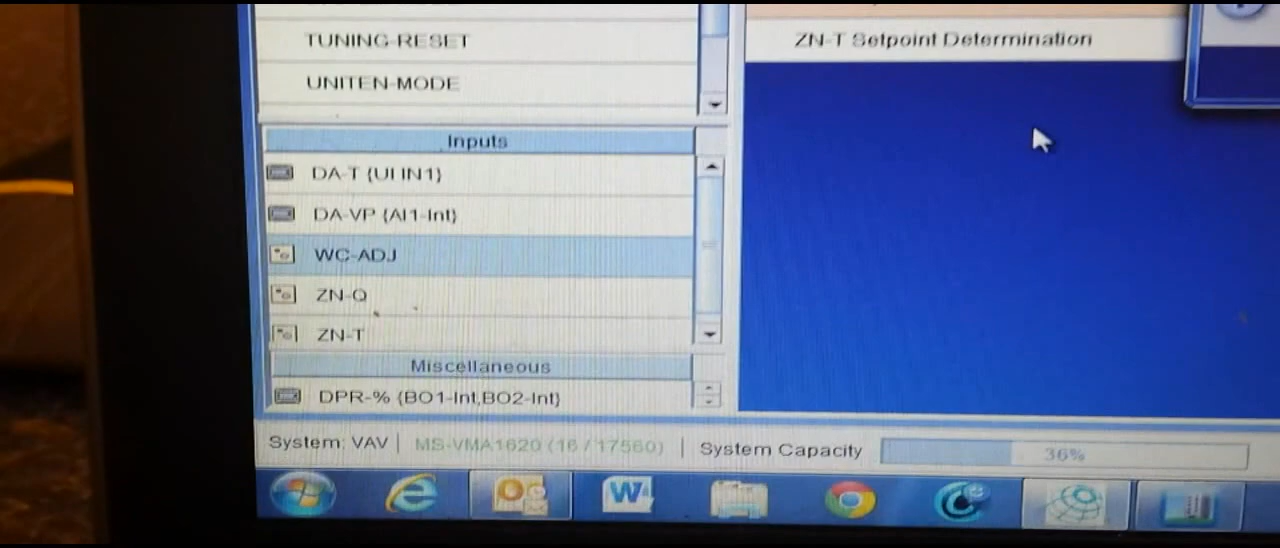 TUNING-RESET
UNITEN-MODE
ZN-T Setpoint Determination
Inputs
DA-T {UI IN1}
DA-VP {AI1-Int}
WC-ADJ
ZN-Q
ZN-T
Miscellaneous
DPR-% {BO1-Int,BO2-Int}
System: VAV | MS-VMA1620 (16 / 17560) | System Capacity 36%